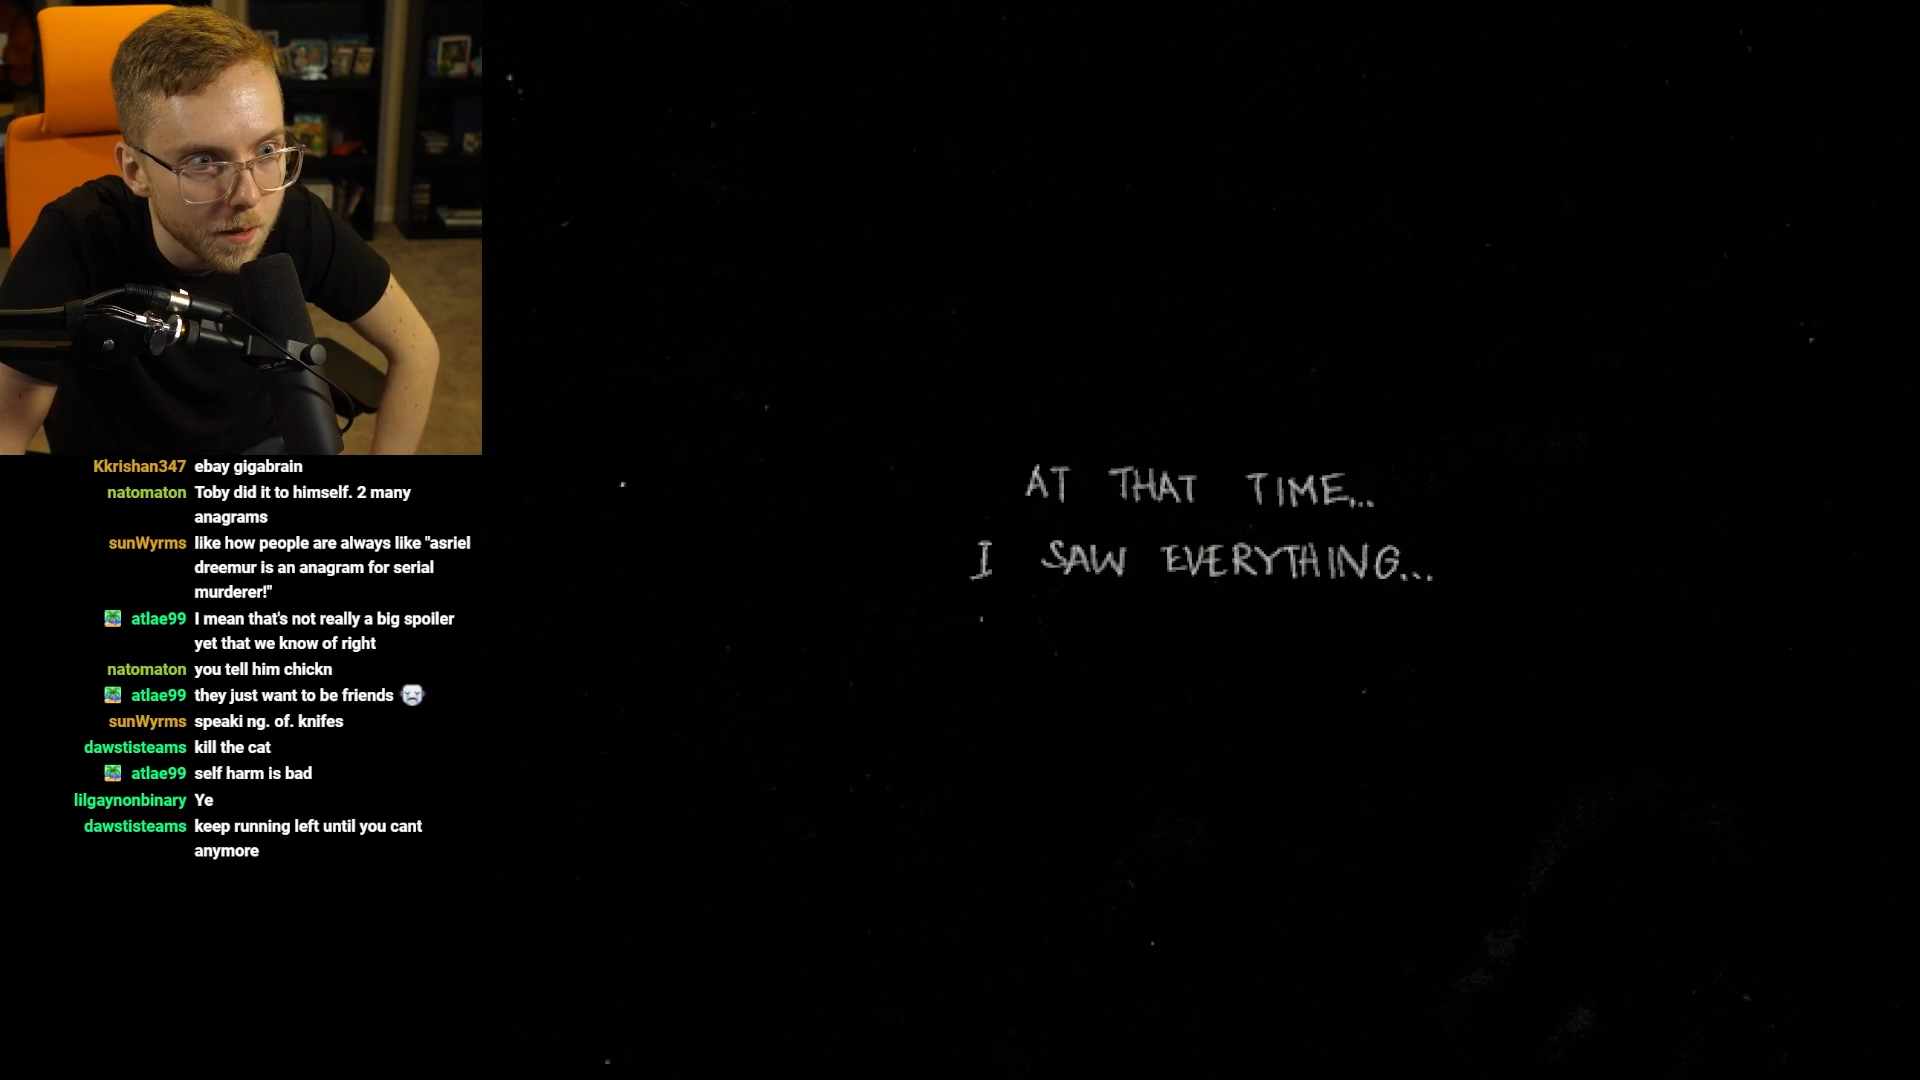 Kkrishan347 ebay gigabrain
natomaton Toby did it to himself. 2 many
anagrams
sunWyrms like how people are always like "asriel
dreemur is an anagram for serial
murderer!"
atlae99 I mean that's not really a big spoiler
yet that we know of right
natomaton you tell him chickn
atlae99 they just want to be friends
sunWyrms speaki ng. of. knifes
dawstisteams kill the cat
atlae99 self harm is bad
lilgaynonbinary Ye
dawstisteams keep running left until you cant
anymore
AT THAT TIME...
I SAW EVERYTHING...